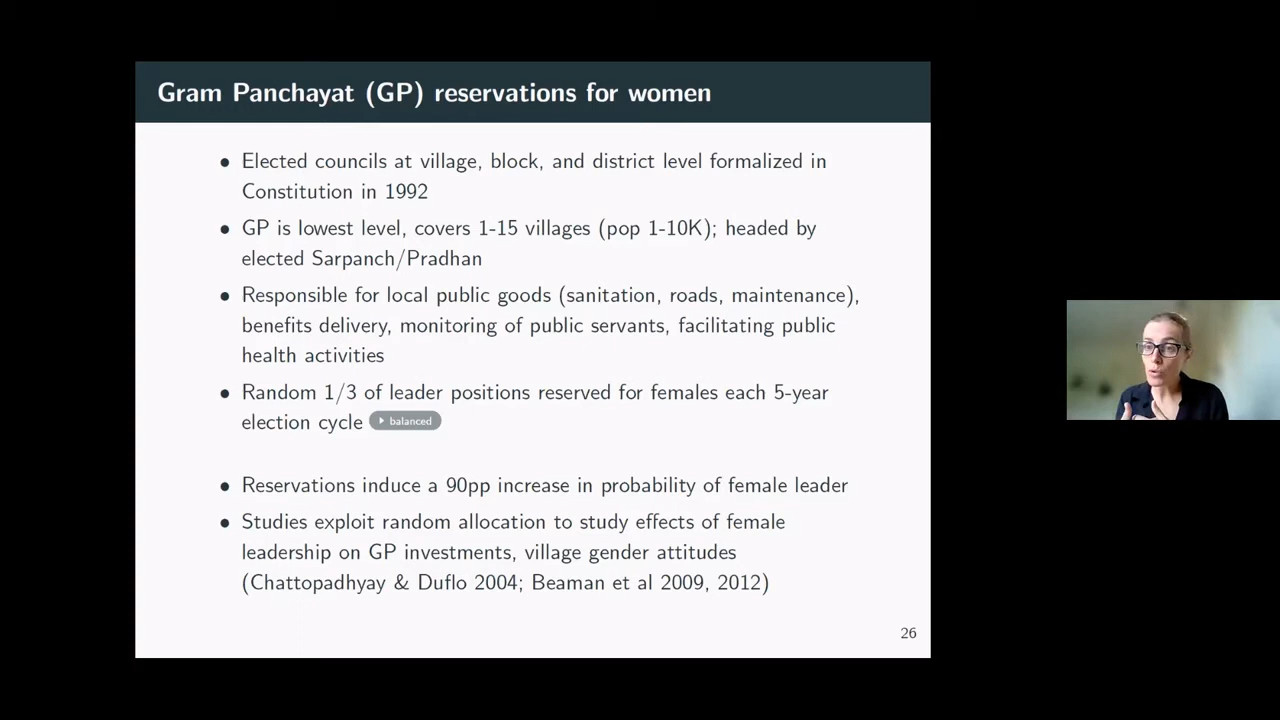 Gram Panchayat (GP) reservations for women
• Elected councils at village, block, and district level formalized in
Constitution in 1992
• GP is lowest level, covers 1-15 villages (pop 1-10K); headed by
elected Sarpanch/Pradhan
• Responsible for local public goods (sanitation, roads, maintenance),
benefits delivery, monitoring of public servants, facilitating public
health activities
• Random 1/3 of leader positions reserved for females each 5-year
election cycle balanced
• Reservations induce a 90pp increase in probability of female leader
• Studies exploit random allocation to study effects of female
leadership on GP investments, village gender attitudes
(Chattopadhyay & Duflo 2004; Beaman et al 2009, 2012)
26